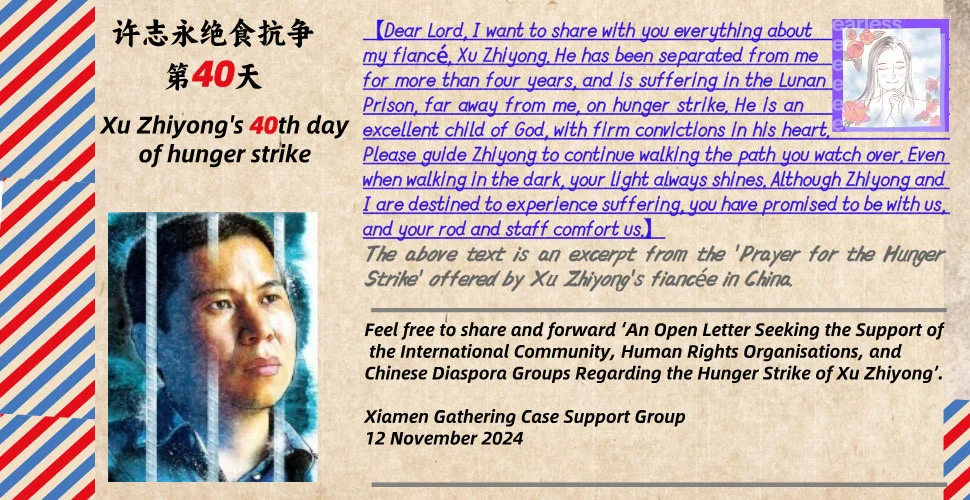 许志永绝食抗争
第40天
Xu Zhiyong's 40th day
of hunger strike
【Dear Lord, I want to share with you everything about
my fiancé, Xu Zhiyong. He has been separated from me
for more than four years, and is suffering in the Lunan
Prison, far away from me, on hunger strike. He is an
excellent child of God, with firm convictions in his heart.
Please guide Zhiyong to continue walking the path you watch over. Even
when walking in the dark, your light always shines. Although Zhiyong and
I are destined to experience suffering, you have promised to be with us,
and your rod and staff comfort us.】
earless
The above text is an excerpt from the 'Prayer for the Hunger
Strike' offered by Xu Zhiyong's fiancée in China.
Feel free to share and forward ‘An Open Letter Seeking the Support of
the International Community, Human Rights Organisations, and
Chinese Diaspora Groups Regarding the Hunger Strike of Xu Zhiyong’.
Xiamen Gathering Case Support Group
12 November 2024